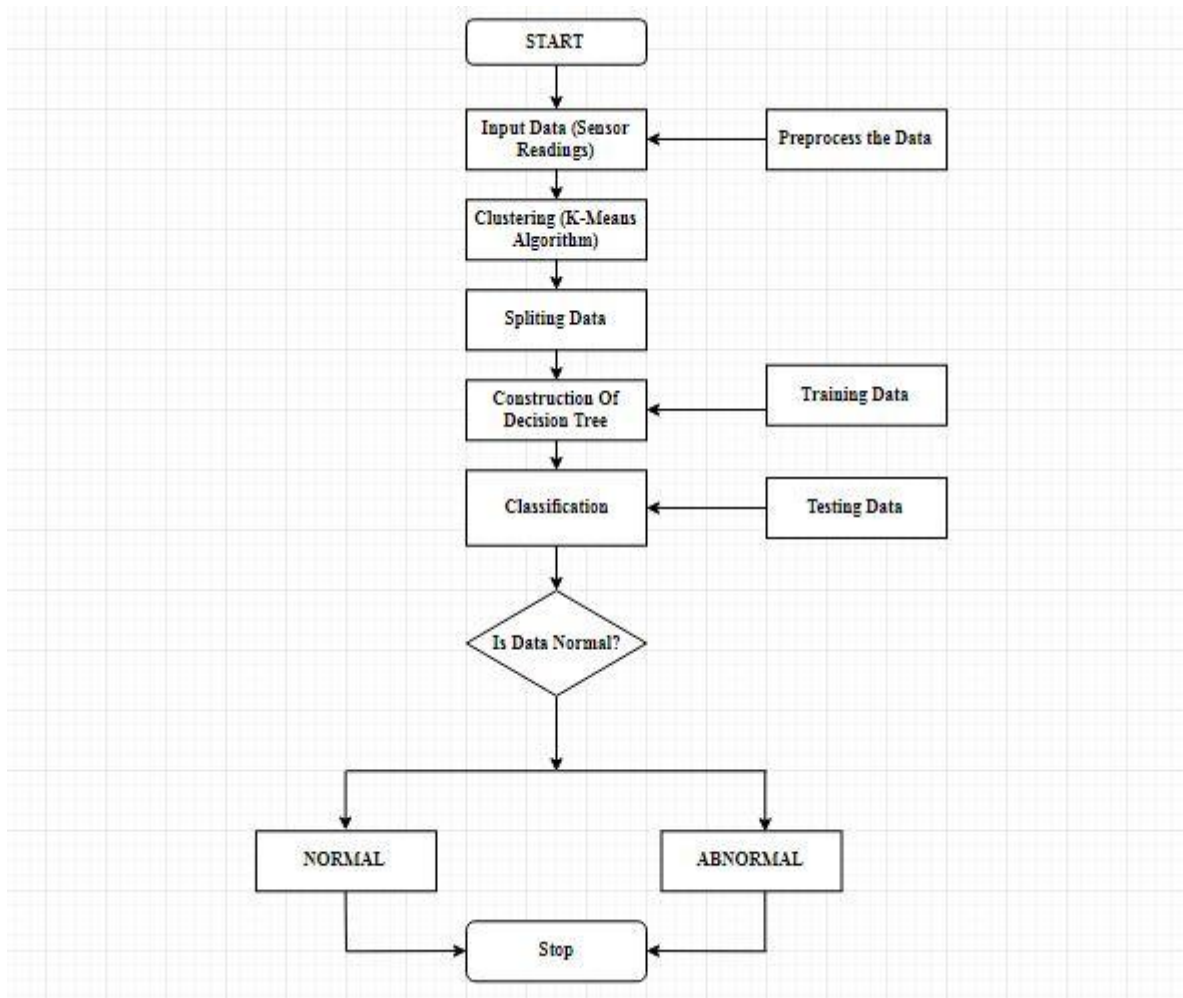 START
Input Data (Sensor
Readings)
Preprocess the Data
Clustering (K-Means
Algorithm)
Spliting Data
Construction Of
Decision Tree
Training Data
Classification
Testing Data
Is Data Normal?
NORMAL
ABNORMAL
Stop